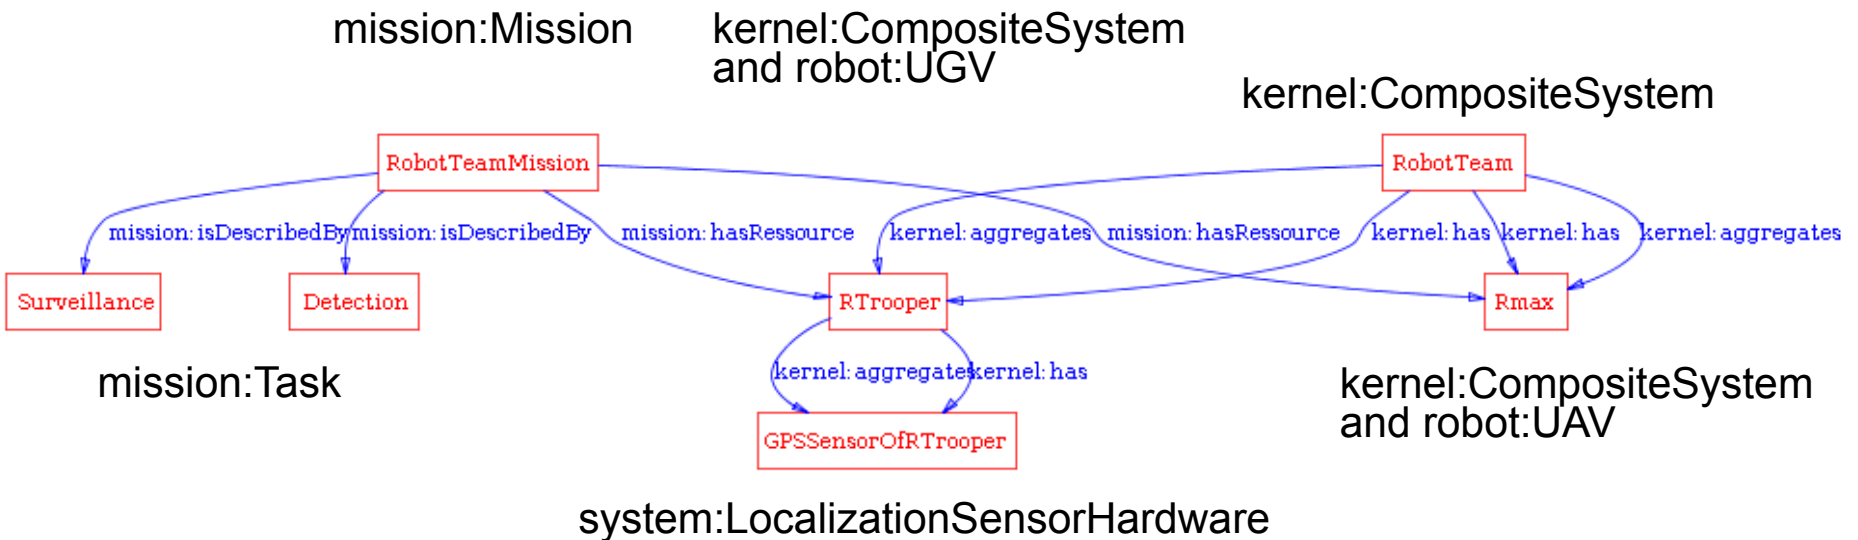 mission:Mission
kernel:CompositeSystem
and robot:UGV
kernel:CompositeSystem
RobotTeamMission
RobotTeam
mission:isDescribedBy
mission:isDescribedBy
mission:hasRessource
kernel:aggregates
mission:hasRessource
kernel:has
kernel:has
kernel:aggregates
Surveillance
Detection
RTrooper
Rmax
mission:Task
kernel:aggregates
kernel:has
kernel:CompositeSystem
and robot:UAV
GPSSensorOfRTrooper
system:LocalizationSensorHardware